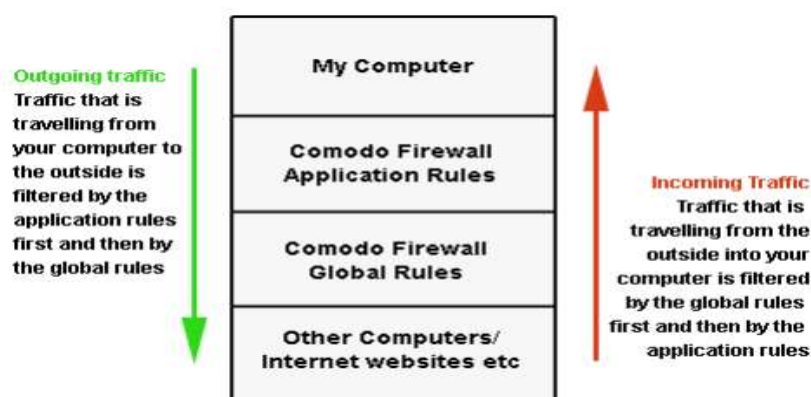 Outgoing traffic
Traffic that is
travelling from
your computer to
the outside is
filtered by the
application rules
first and then by
the global rules
My Computer
Comodo Firewall
Application Rules
Comodo Firewall
Global Rules
Other Computers/
Internet websites etc
Incoming Traffic
Traffic that is
travelling from the
outside into your
computer is filtered
by the global rules
first and then by the
application rules